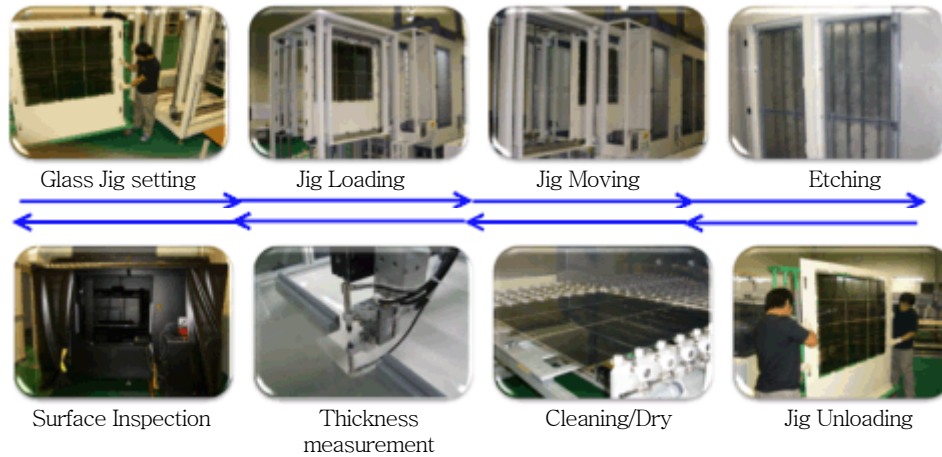 Glass Jig setting
Jig Loading
Jig Moving
Etching
Surface Inspection
Thickness
measurement
Cleaning/Dry
Jig Unloading